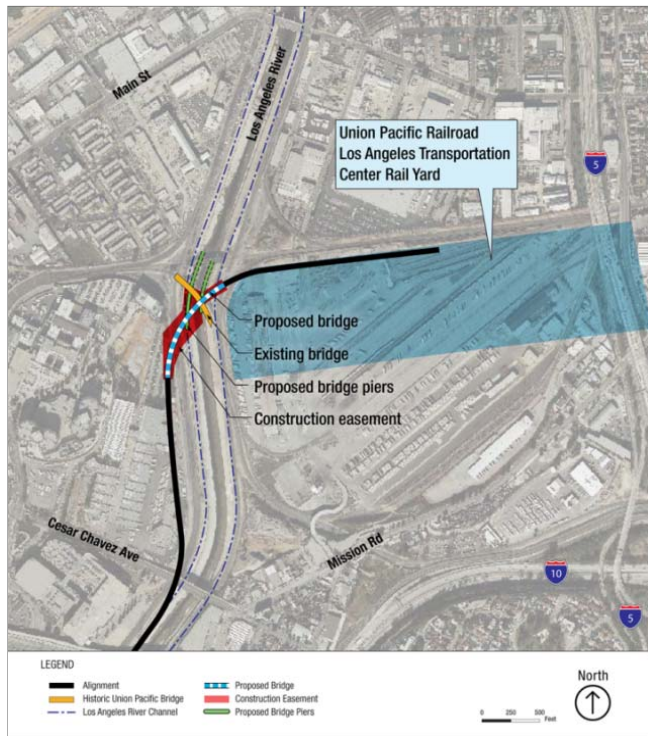 Main St
Los Angeles River
Union Pacific Railroad
Los Angeles Transportation
Center Rail Yard
5
Proposed bridge
Existing bridge
Proposed bridge piers
Construction easement
Cesar Chavez Ave
Mission Rd
10
5
LEGEND
Alignment
Historic Union Pacific Bridge
Los Angeles River Channel
Proposed Bridge
Construction Easement
Proposed Bridge Piers
0 250 500
Feet
North